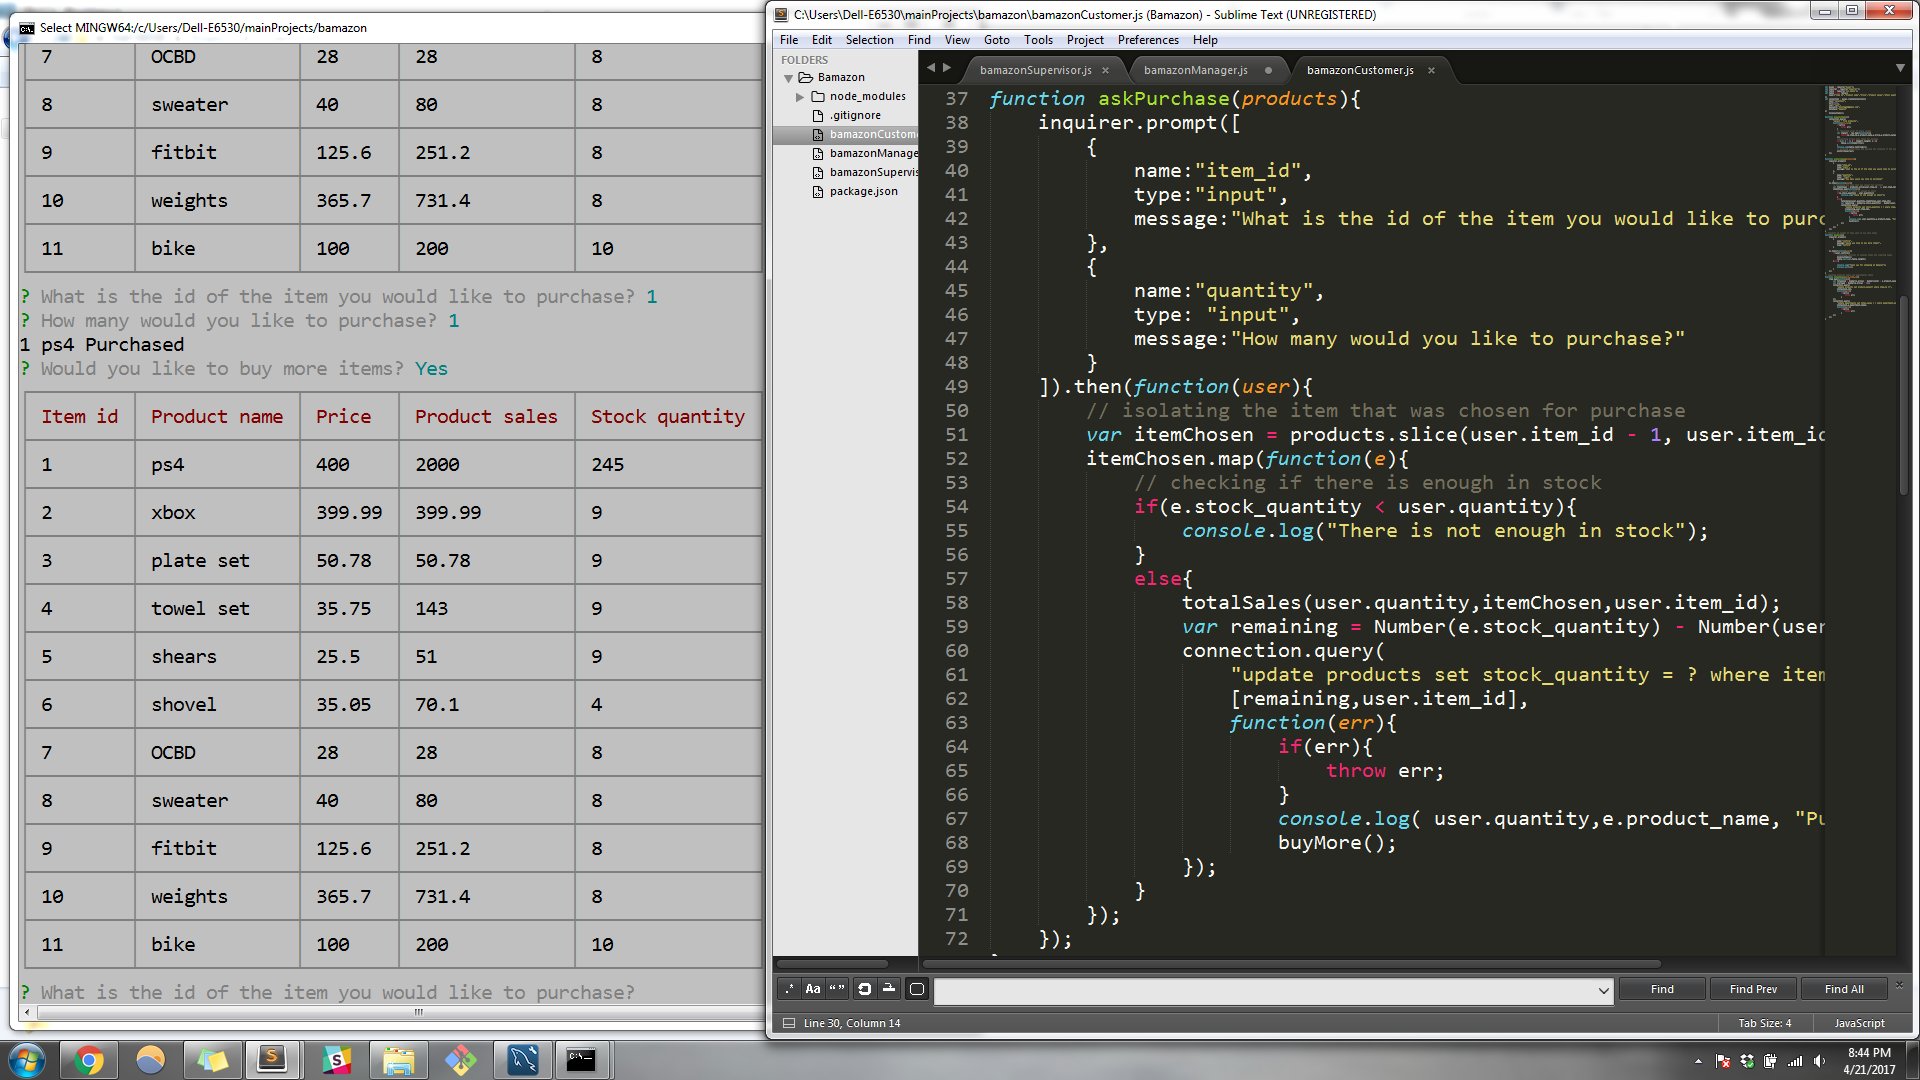 Select MINGW64:/c/Users/Dell-E6530/mainProjects/bamazon
7 OCBD 28 28 8
8 sweater 40 80 8
9 fitbit 125.6 251.2 8
10 weights 365.7 731.4 8
11 bike 100 200 10
? What is the id of the item you would like to purchase? 1
? How many would you like to purchase? 1
1 ps4 Purchased
? Would you like to buy more items? Yes
Item id Product name Price Product sales Stock quantity
1 ps4 400 2000 245
2 xbox 399.99 399.99 9
3 plate set 50.78 50.78 9
4 towel set 35.75 143 9
5 shears 25.5 51 9
6 shovel 35.05 70.1 4
7 OCBD 28 28 8
8 sweater 40 80 8
9 fitbit 125.6 251.2 8
10 weights 365.7 731.4 8
11 bike 100 200 10
? What is the id of the item you would like to purchase?
C:\Users\Dell-E6530\mainProjects\bamazon\bamazonCustomer.js (Bamazon) - Sublime Text (UNREGISTERED)
File Edit Selection Find View Goto Tools Project Preferences Help
FOLDERS
Bamazon
node_modules
.gitignore
bamazonCustome
bamazonManage
bamazonSupervis
package.json
bamazonSupervisor.js × bamazonManager.js bamazonCustomer.js ×
37 function askPurchase(products){
38 inquirer.prompt([
39 {
40 name:"item_id",
41 type:"input",
42 message:"What is the id of the item you would like to purc
43 },
44 {
45 name:"quantity",
46 type: "input",
47 message:"How many would you like to purchase?"
48 }
49 ]).then(function(user){
50 // isolating the item that was chosen for purchase
51 var itemChosen = products.slice(user.item_id - 1, user.item_id
52 itemChosen.map(function(e){
53 // checking if there is enough in stock
54 if(e.stock_quantity < user.quantity){
55 console.log("There is not enough in stock");
56 }
57 else{
58 totalSales(user.quantity,itemChosen,user.item_id);
59 var remaining = Number(e.stock_quantity) - Number(user
60 connection.query(
61 "update products set stock_quantity = ? where item
62 [remaining,user.item_id],
63 function(err){
64 if(err){
65 throw err;
66 }
67 console.log( user.quantity,e.product_name, "Pu
68 buyMore();
69 });
70 }
71 });
72 });
.* Aa “ ” Find Find Prev Find All
Line 30, Column 14 Tab Size: 4 JavaScript
8:44 PM
4/21/2017